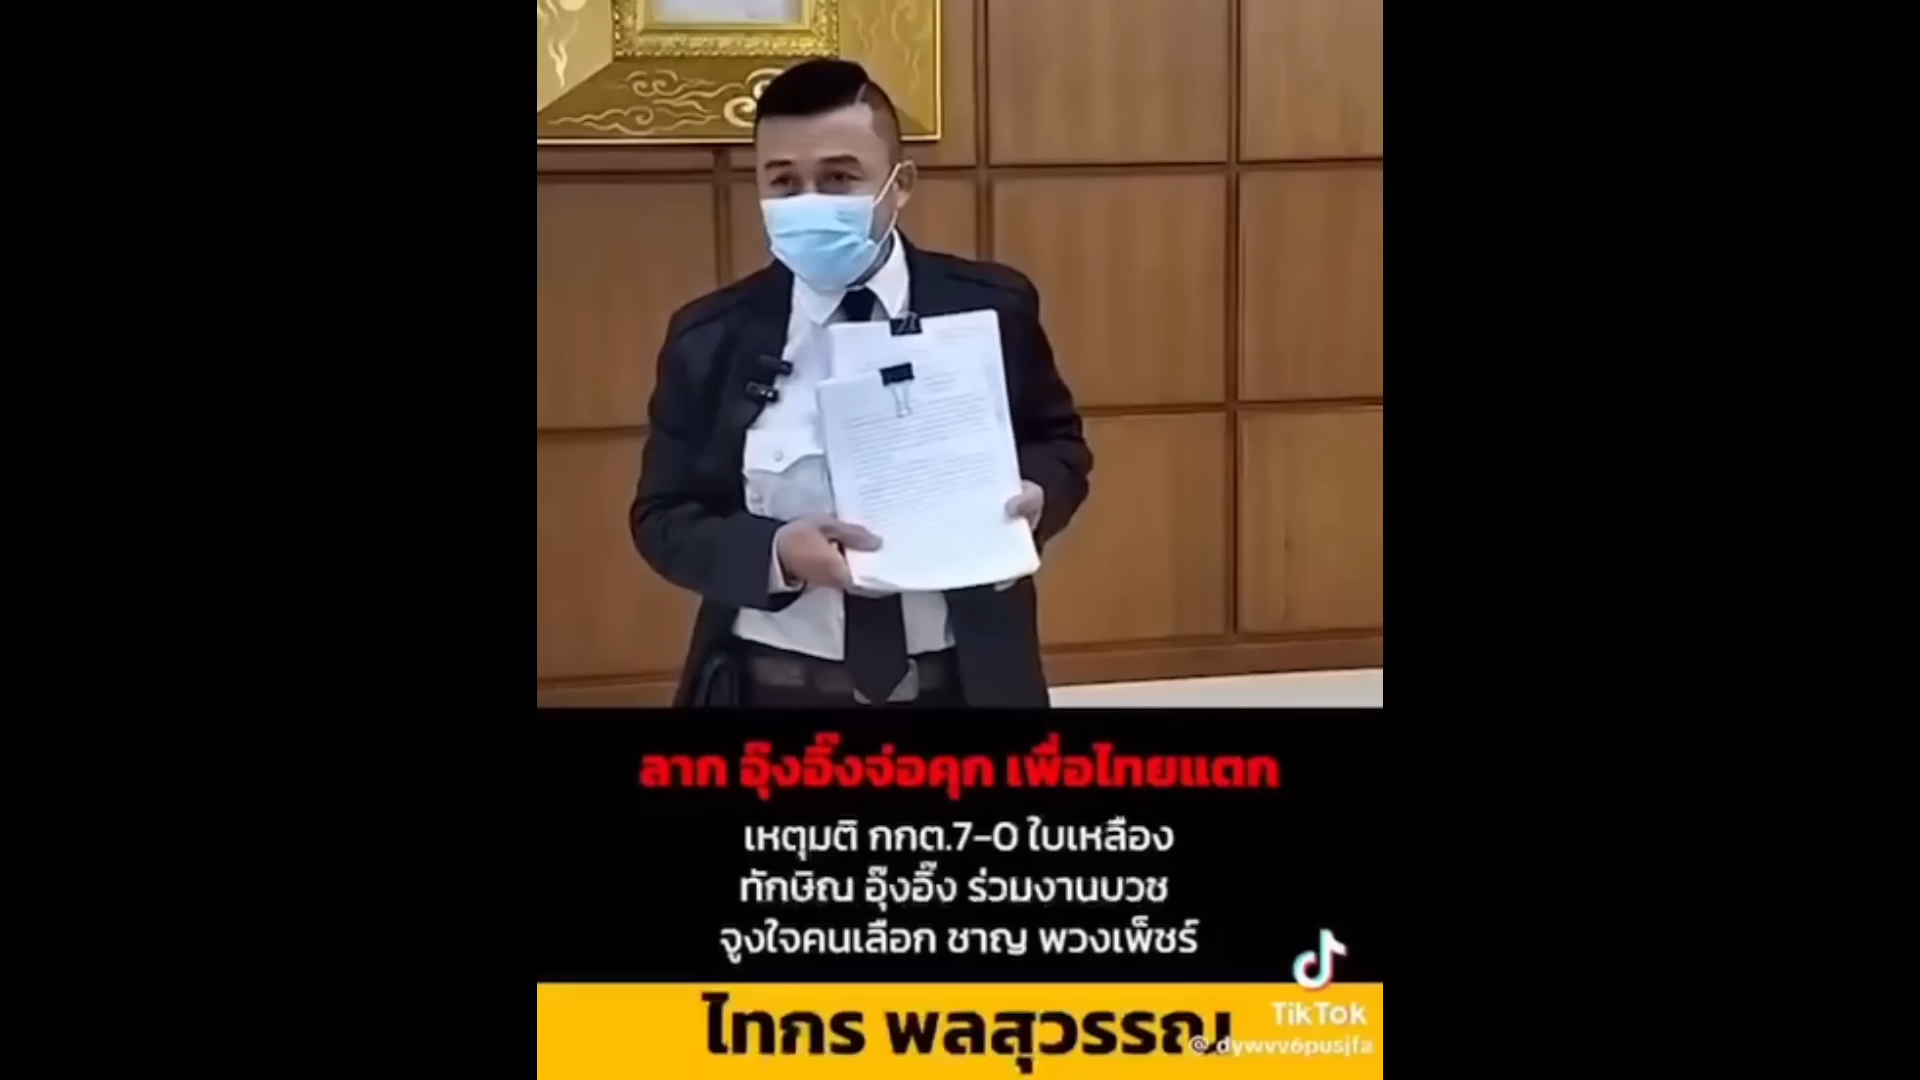 ลาก อุ๊งอิ๊งจ่อคุก เพื่อไทยแตก
เหตุมติ กกต.7-0 ใบเหลือง
ทักษิณ อุ๊งอิ๊ง ร่วมงานบวช
จูงใจคนเลือก ชาญ พวงเพ็ชร์
ไทกร พลสุวรรณ
TikTok
@dywvv6pusjfa